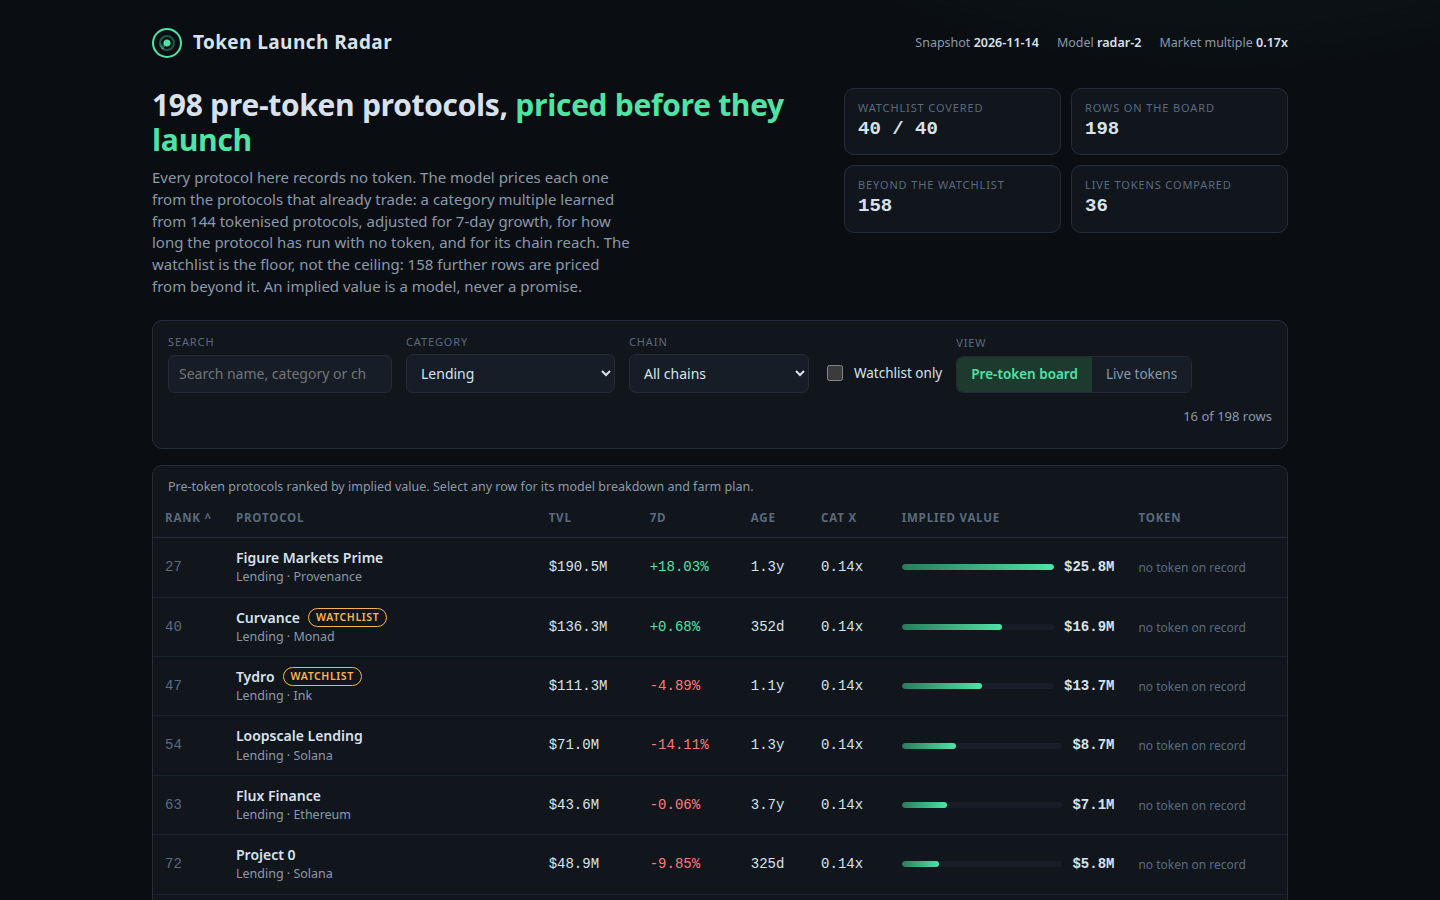 Token Launch Radar
Snapshot 2026-11-14 Model radar-2 Market multiple 0.17x
198 pre-token protocols, priced before they
launch
Every protocol here records no token. The model prices each one
from the protocols that already trade: a category multiple learned
from 144 tokenised protocols, adjusted for 7-day growth, for how
long the protocol has run with no token, and for its chain reach. The
watchlist is the floor, not the ceiling: 158 further rows are priced
from beyond it. An implied value is a model, never a promise.
WATCHLIST COVERED
40 / 40
ROWS ON THE BOARD
198
BEYOND THE WATCHLIST
158
LIVE TOKENS COMPARED
36
SEARCH
Search name, category or ch
CATEGORY
Lending
CHAIN
All chains
Watchlist only
VIEW
Pre-token board Live tokens
16 of 198 rows
Pre-token protocols ranked by implied value. Select any row for its model breakdown and farm plan.
RANK ^ PROTOCOL TVL 7D AGE CAT X IMPLIED VALUE TOKEN
27 Figure Markets Prime $190.5M +18.03% 1.3y 0.14x $25.8M no token on record
Lending · Provenance
40 Curvance WATCHLIST $136.3M +0.68% 352d 0.14x $16.9M no token on record
Lending · Monad
47 Tydro WATCHLIST $111.3M -4.89% 1.1y 0.14x $13.7M no token on record
Lending · Ink
54 Loopscale Lending $71.0M -14.11% 1.3y 0.14x $8.7M no token on record
Lending · Solana
63 Flux Finance $43.6M -0.06% 3.7y 0.14x $7.1M no token on record
Lending · Ethereum
72 Project 0 $48.9M -9.85% 325d 0.14x $5.8M no token on record
Lending · Solana